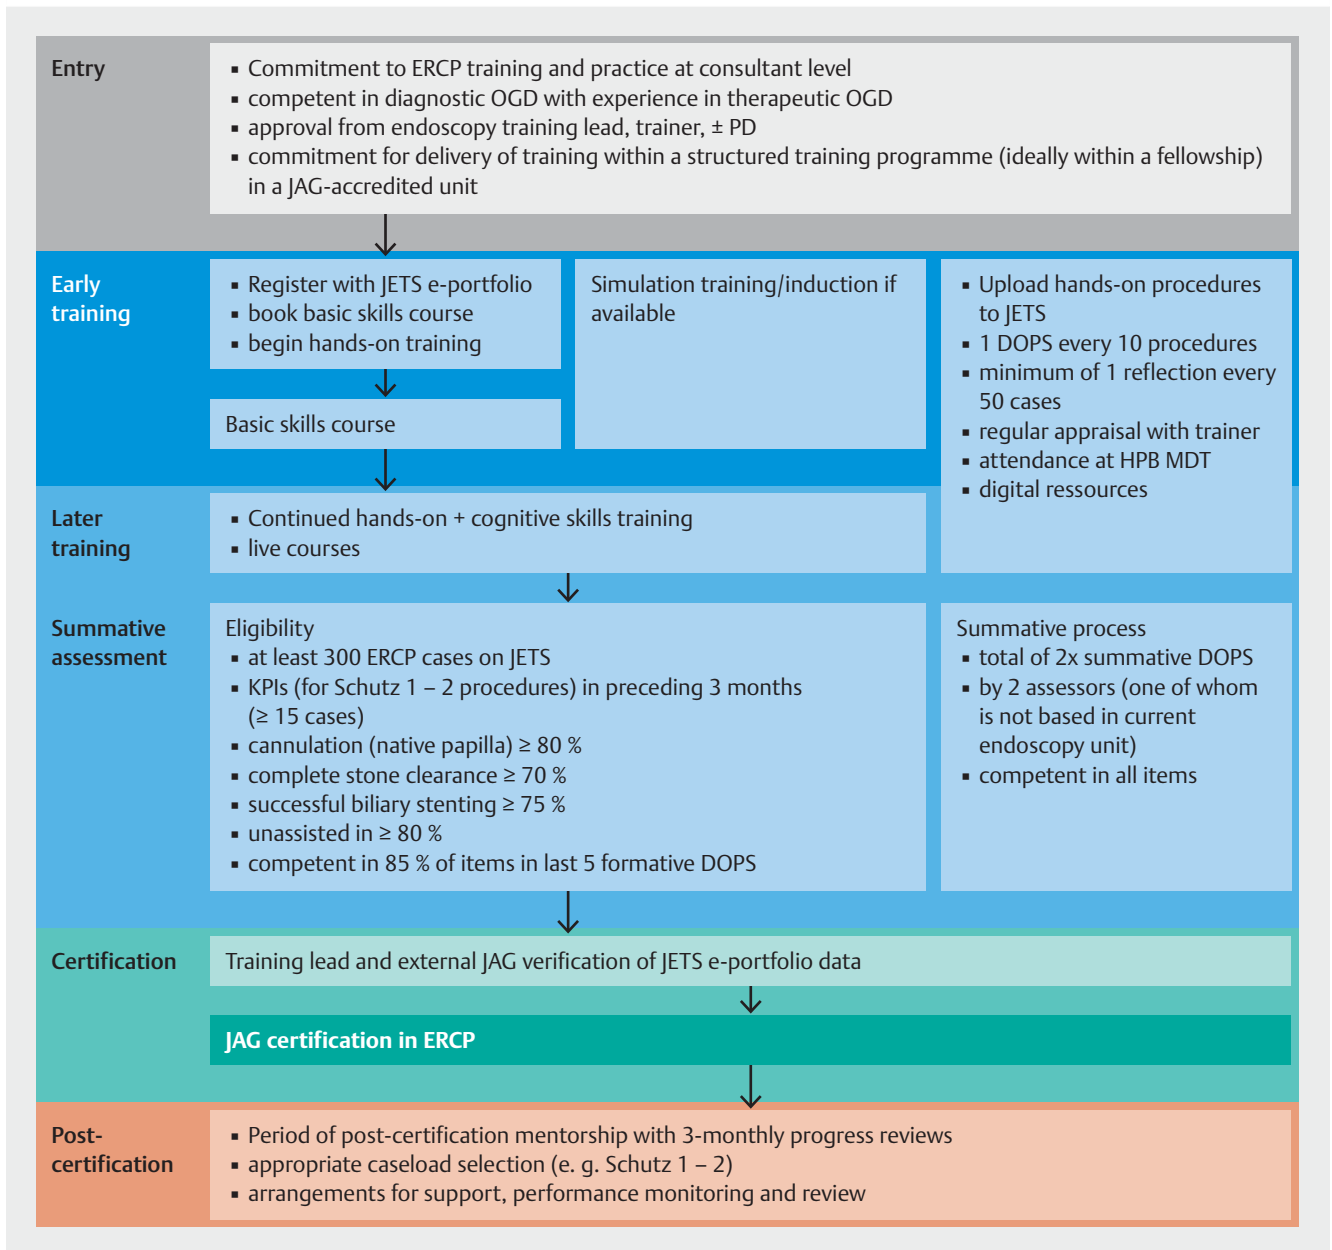 Entry
▪ Commitment to ERCP training and practice at consultant level
▪ competent in diagnostic OGD with experience in therapeutic OGD
▪ approval from endoscopy training lead, trainer, ± PD
▪ commitment for delivery of training within a structured training programme (ideally within a fellowship)
in a JAG-accredited unit
Early
training
▪ Register with JETS e-portfolio
▪ book basic skills course
▪ begin hands-on training
Basic skills course
Simulation training/induction if
available
▪ Upload hands-on procedures
to JETS
▪ 1 DOPS every 10 procedures
▪ minimum of 1 reflection every
50 cases
▪ regular appraisal with trainer
▪ attendance at HPB MDT
▪ digital ressources
Later
training
▪ Continued hands-on + cognitive skills training
▪ live courses
Summative
assessment
Eligibility
▪ at least 300 ERCP cases on JETS
▪ KPIs (for Schutz 1 – 2 procedures) in preceding 3 months
(≥ 15 cases)
▪ cannulation (native papilla) ≥ 80 %
▪ complete stone clearance ≥ 70 %
▪ successful biliary stenting ≥ 75 %
▪ unassisted in ≥ 80 %
▪ competent in 85 % of items in last 5 formative DOPS
Summative process
▪ total of 2x summative DOPS
▪ by 2 assessors (one of whom
is not based in current
endoscopy unit)
▪ competent in all items
Certification
Training lead and external JAG verification of JETS e-portfolio data
JAG certification in ERCP
Post-
certification
▪ Period of post-certification mentorship with 3-monthly progress reviews
▪ appropriate caseload selection (e. g. Schutz 1 – 2)
▪ arrangements for support, performance monitoring and review